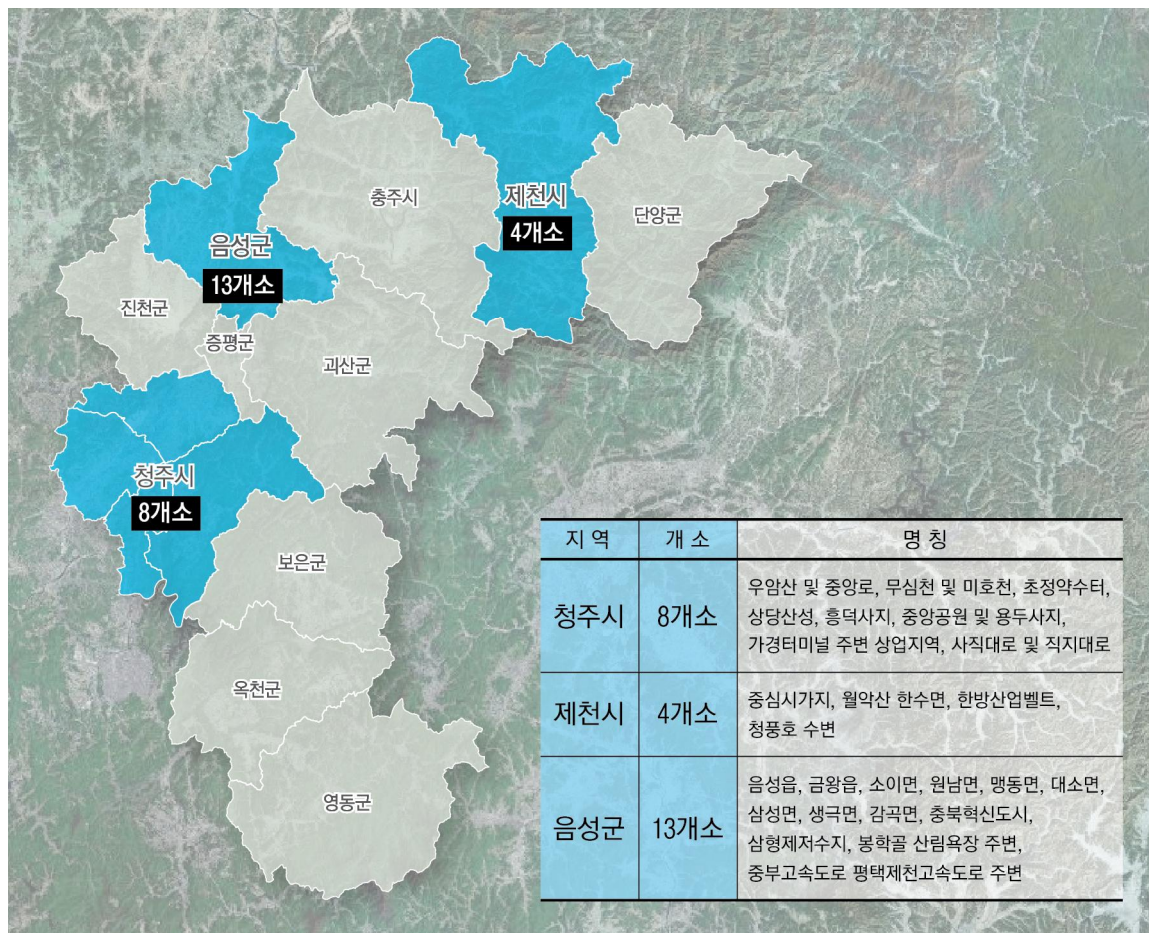 충주시
제천시
4개소
단양군
음성군
13개소
진천군
증평군
괴산군
청주시
8개소
보은군
옥천군
영동군
지 역 개 소 명 칭
청주시 8개소
우암산 및 중앙로, 무심천 및 미호천, 초정약수터,
상당산성, 흥덕사지, 중앙공원 및 용두사지,
가경터미널 주변 상업지역, 사직대로 및 직지대로
제천시 4개소
중심시가지, 월악산 한수면, 한방산업벨트,
청풍호 수변
음성군 13개소
음성읍, 금왕읍, 소이면, 원남면, 맹동면, 대소면,
삼성면, 생극면, 감곡면, 충북혁신도시,
삼형제저수지, 봉학골 산림욕장 주변,
중부고속도로 평택제천고속도로 주변